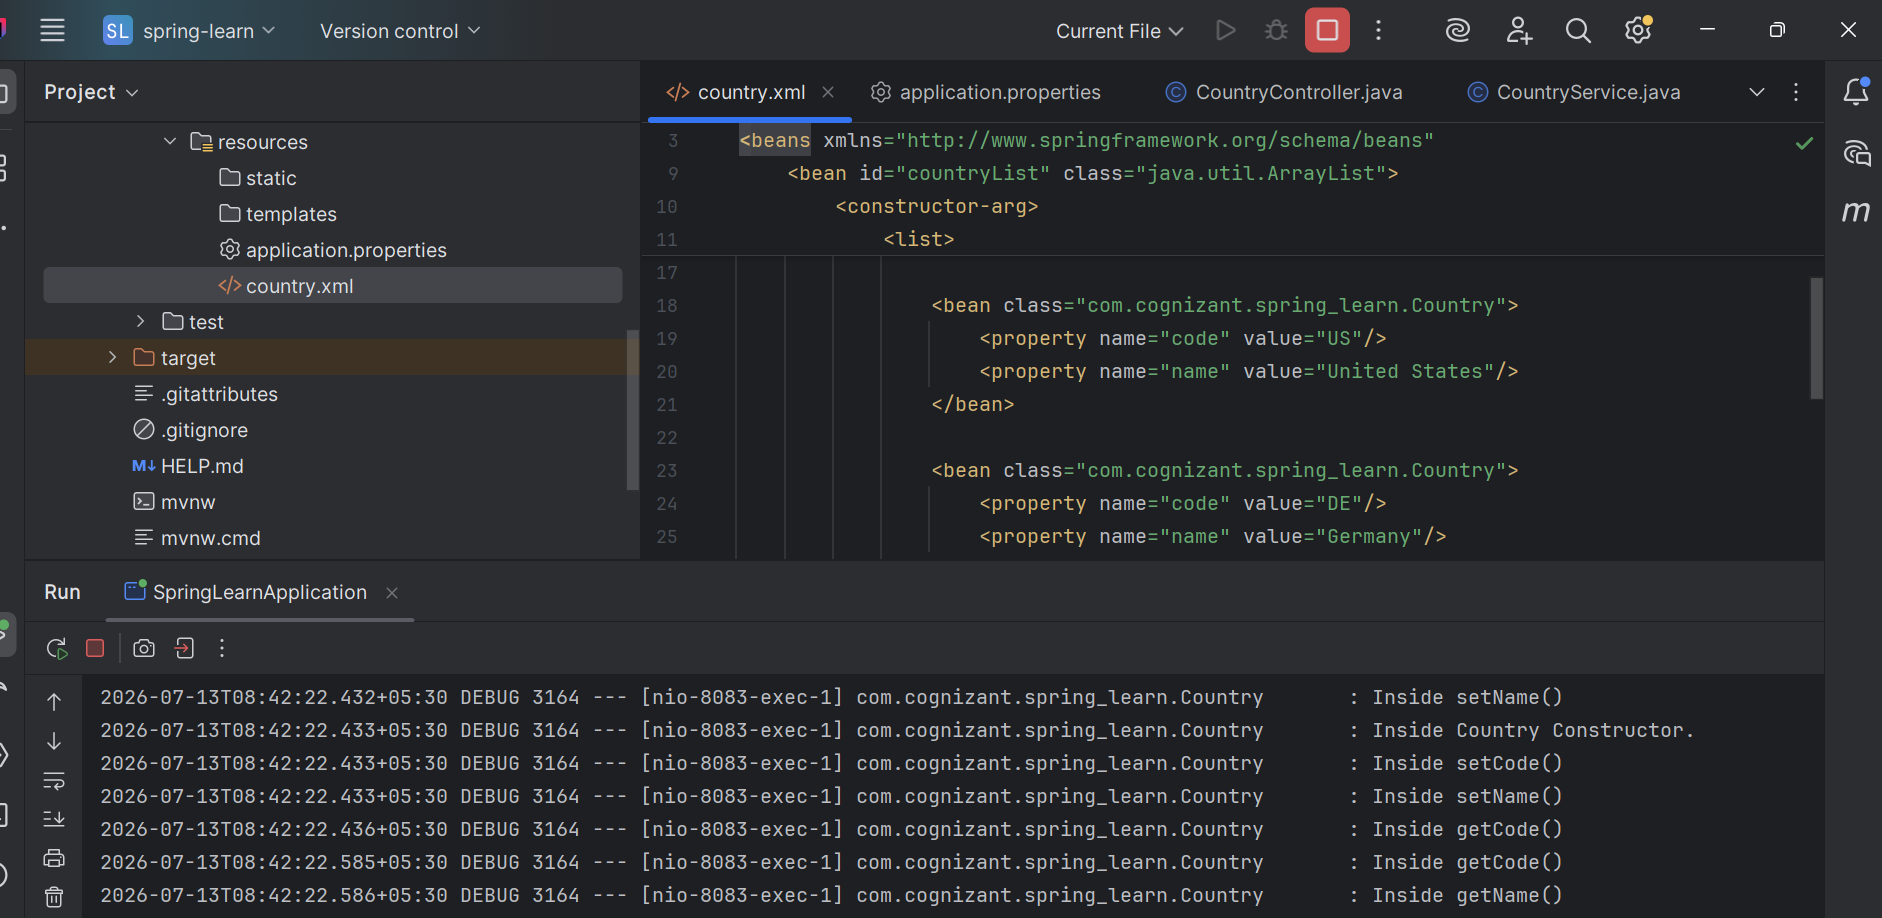 SL spring-learn Version control Current File
Project
resources
static
templates
application.properties
country.xml
test
target
.gitattributes
.gitignore
M↓ HELP.md
mvnw
mvnw.cmd
country.xml application.properties CountryController.java CountryService.java
3 <beans xmlns="http://www.springframework.org/schema/beans"
9 <bean id="countryList" class="java.util.ArrayList">
10 <constructor-arg>
11 <list>
17
18 <bean class="com.cognizant.spring_learn.Country">
19 <property name="code" value="US"/>
20 <property name="name" value="United States"/>
21 </bean>
22
23 <bean class="com.cognizant.spring_learn.Country">
24 <property name="code" value="DE"/>
25 <property name="name" value="Germany"/>
m
Run SpringLearnApplication
2026-07-13T08:42:22.432+05:30 DEBUG 3164 --- [nio-8083-exec-1] com.cognizant.spring_learn.Country : Inside setName()
2026-07-13T08:42:22.433+05:30 DEBUG 3164 --- [nio-8083-exec-1] com.cognizant.spring_learn.Country : Inside Country Constructor.
2026-07-13T08:42:22.433+05:30 DEBUG 3164 --- [nio-8083-exec-1] com.cognizant.spring_learn.Country : Inside setCode()
2026-07-13T08:42:22.433+05:30 DEBUG 3164 --- [nio-8083-exec-1] com.cognizant.spring_learn.Country : Inside setName()
2026-07-13T08:42:22.436+05:30 DEBUG 3164 --- [nio-8083-exec-1] com.cognizant.spring_learn.Country : Inside getCode()
2026-07-13T08:42:22.585+05:30 DEBUG 3164 --- [nio-8083-exec-1] com.cognizant.spring_learn.Country : Inside getCode()
2026-07-13T08:42:22.586+05:30 DEBUG 3164 --- [nio-8083-exec-1] com.cognizant.spring_learn.Country : Inside getName()